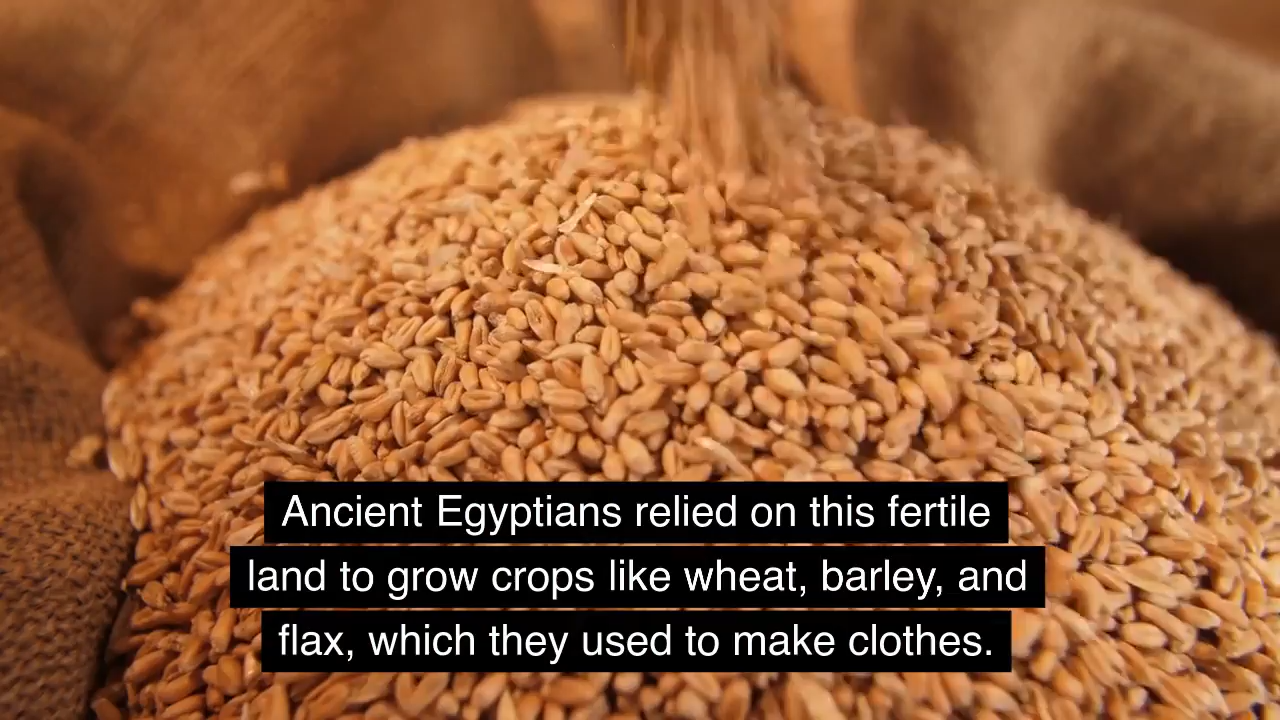 Ancient Egyptians relied on this fertile
land to grow crops like wheat, barley, and
flax, which they used to make clothes.